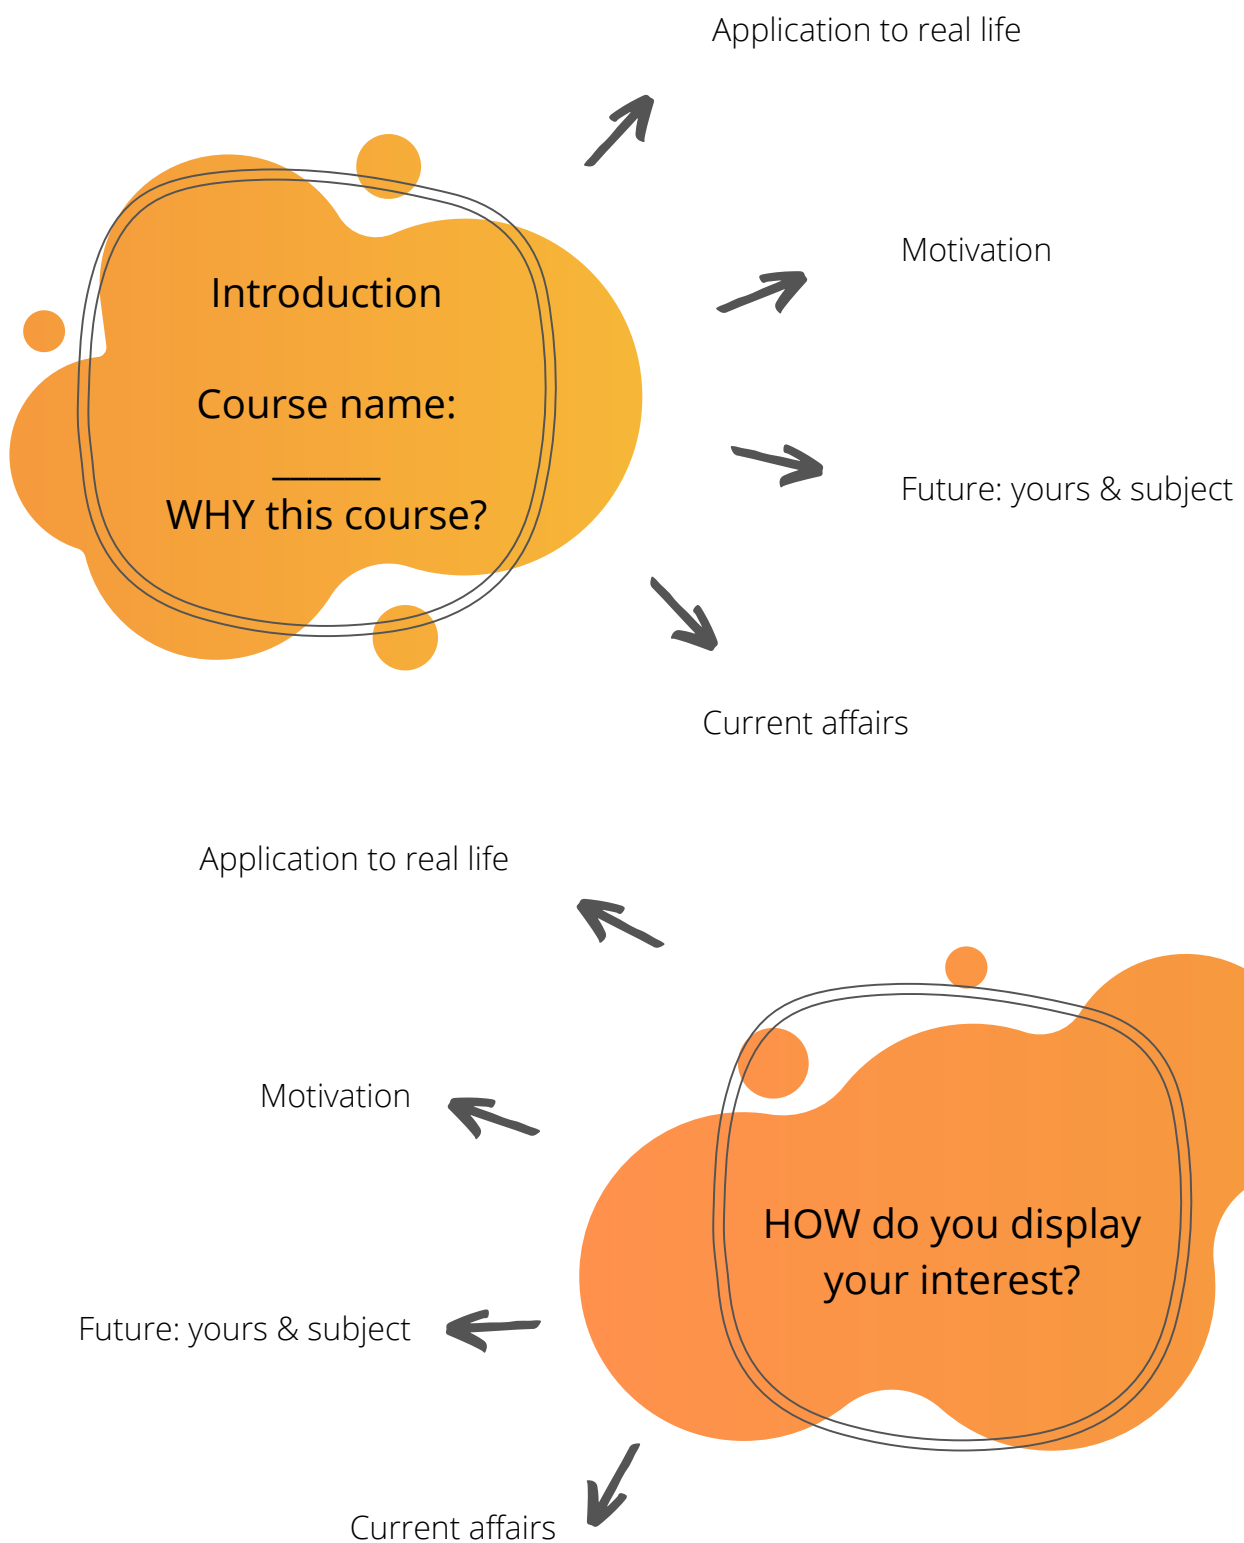 Application to real life
Motivation
Introduction
Course name:
______
WHY this course?
Future: yours & subject
Current affairs
Application to real life
Motivation
HOW do you display
your interest?
Future: yours & subject
Current affairs